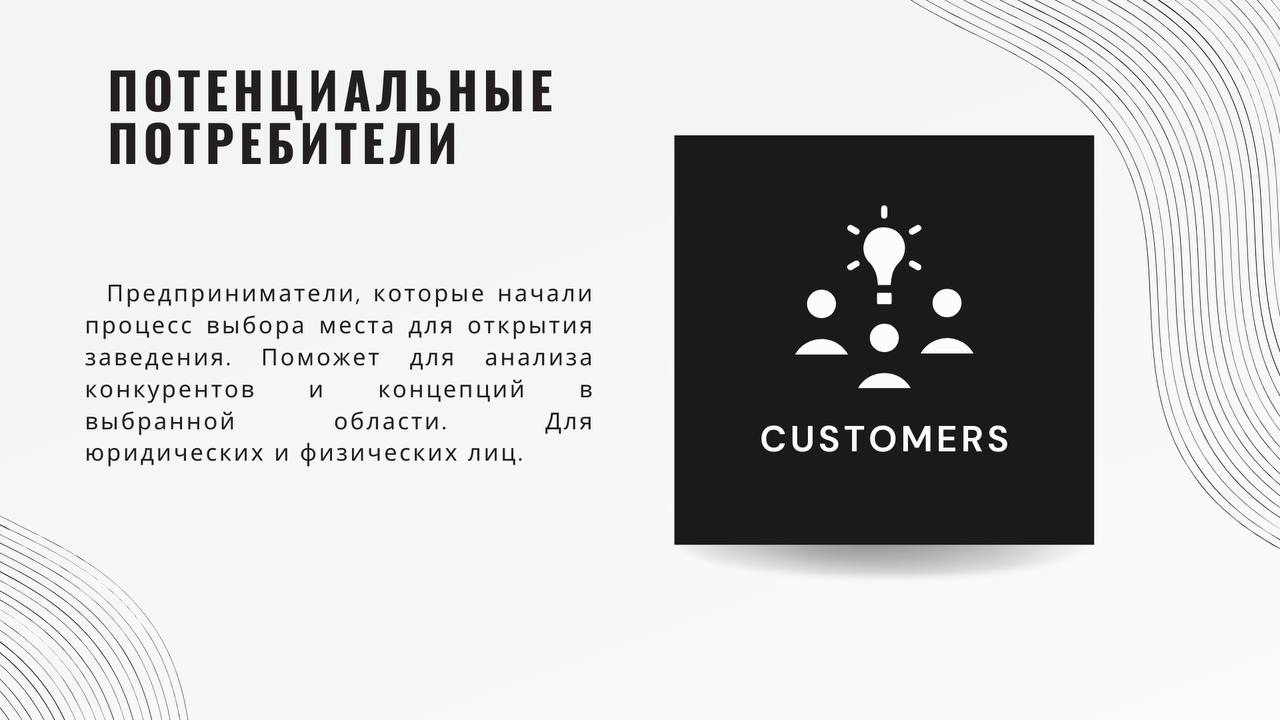 ПОТЕНЦИАЛЬНЫЕ
ПОТРЕБИТЕЛИ
Предприниматели, которые начали
процесс выбора места для открытия
заведения. Поможет для анализа
конкурентов и концепций в
выбранной области. Для
юридических и физических лиц.
CUSTOMERS